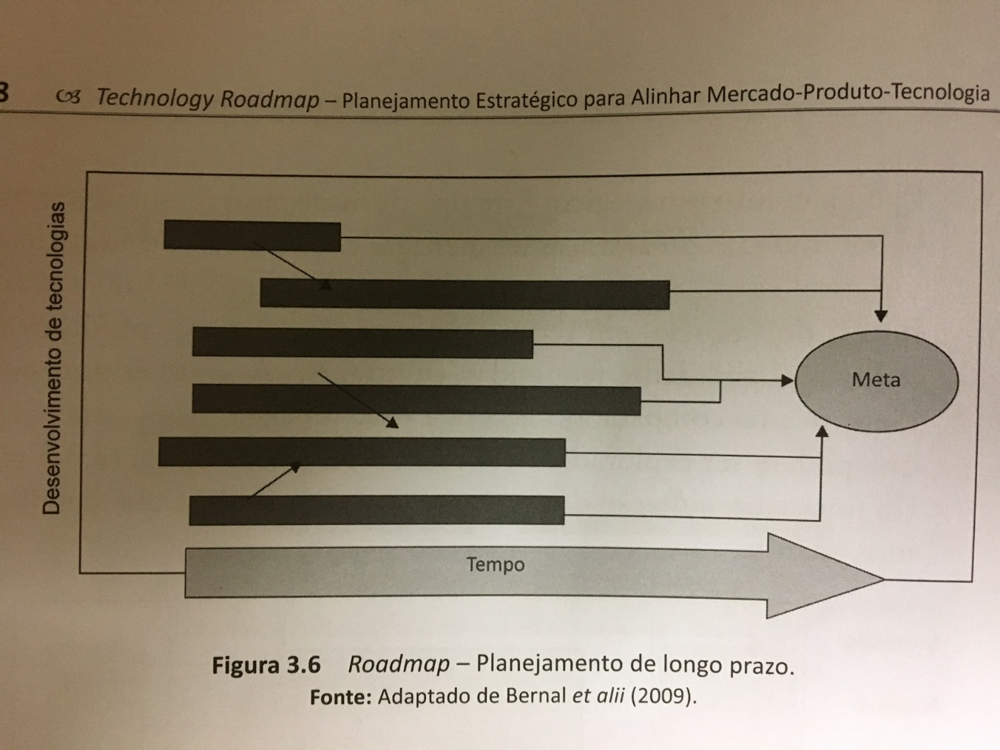 8 Technology Roadmap – Planejamento Estratégico para Alinhar Mercado-Produto-Tecnologia
Desenvolvimento de tecnologias
Meta
Tempo
Figura 3.6 Roadmap – Planejamento de longo prazo.
Fonte: Adaptado de Bernal et alii (2009).